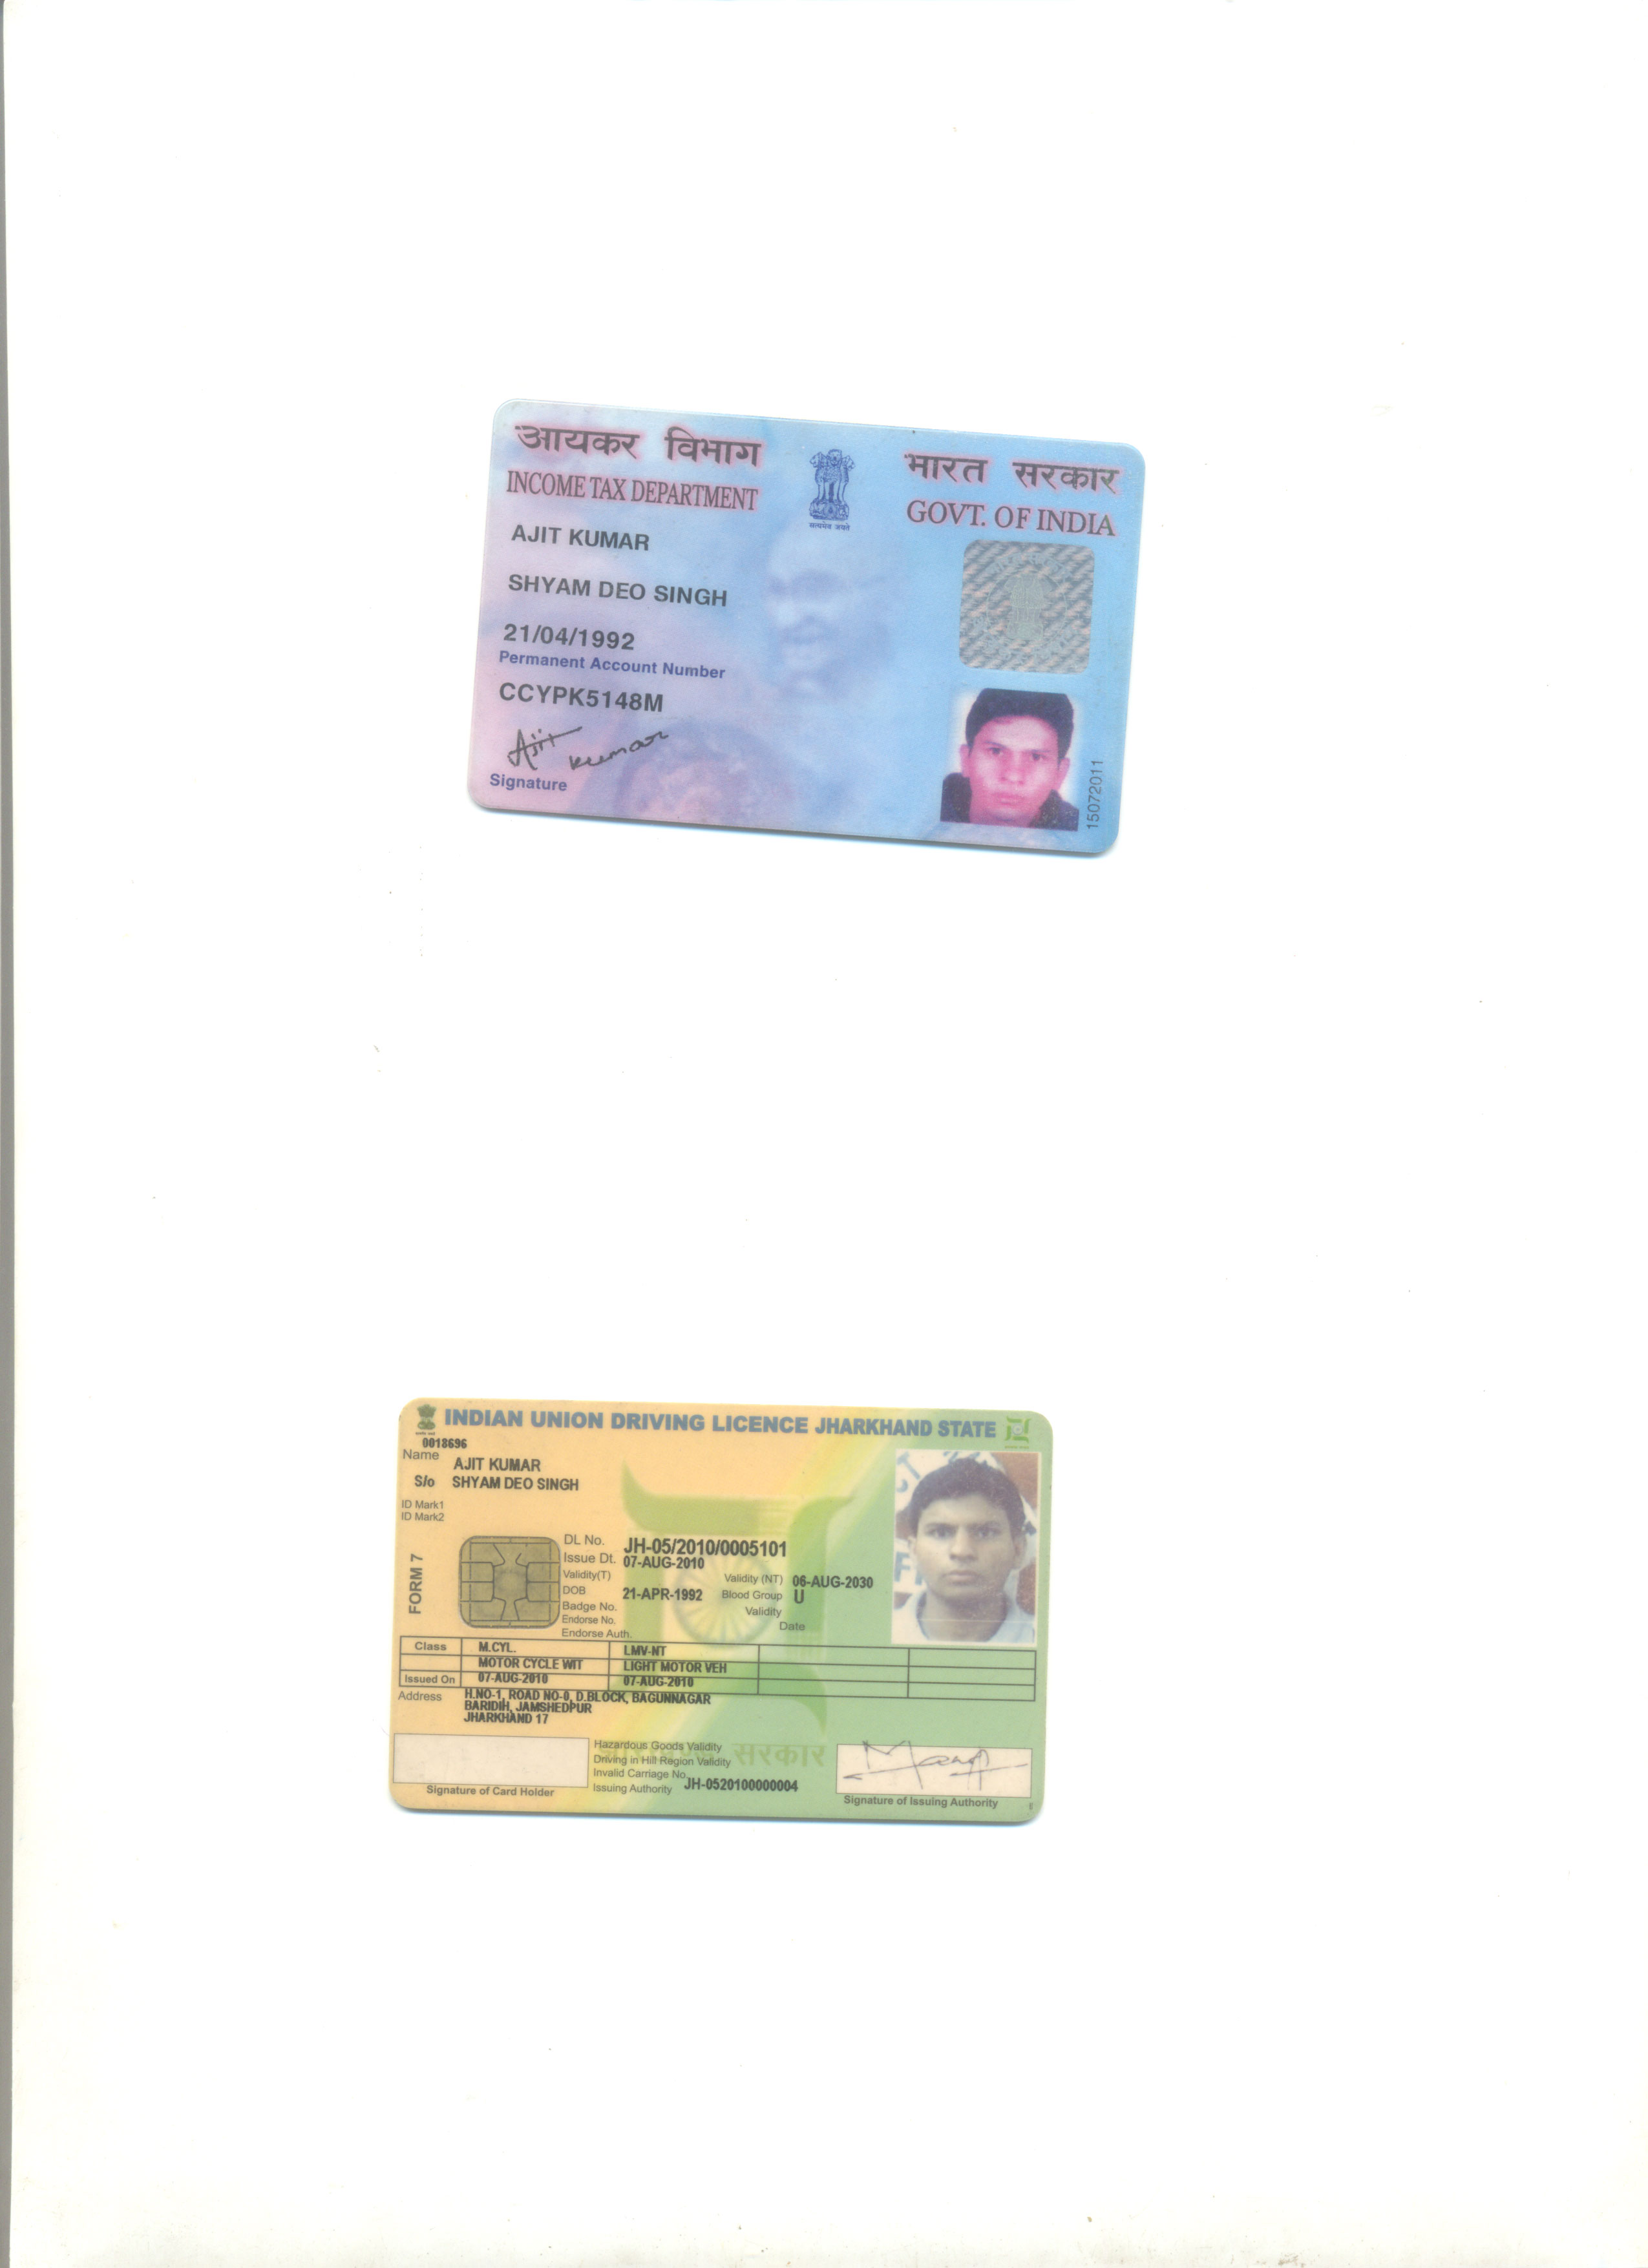 आयकर विभाग
INCOME TAX DEPARTMENT
सत्यमेव जयते
भारत सरकार
GOVT. OF INDIA
AJIT KUMAR
SHYAM DEO SINGH
21/04/1992
Permanent Account Number
CCYPK5148M
Ajit kumar
Signature
15072011
INDIAN UNION DRIVING LICENCE JHARKHAND STATE
0018696
Name AJIT KUMAR
S/o SHYAM DEO SINGH
ID Mark1
ID Mark2
FORM 7
DL No. JH-05/2010/0005101
Issue Dt. 07-AUG-2010
Validity(T) Validity (NT) 06-AUG-2030
DOB 21-APR-1992 Blood Group U
Badge No. Validity
Endorse No. Date
Endorse Auth.
Class M.CYL. LMV-NT
MOTOR CYCLE WIT LIGHT MOTOR VEH
Issued On 07-AUG-2010 07-AUG-2010
Address H.NO-1, ROAD NO-0, D.BLOCK, BAGUNNAGAR
BARIDIH, JAMSHEDPUR
JHARKHAND 17
Hazardous Goods Validity
सरकार
Driving in Hill Region Validity
Invalid Carriage No.
Issuing Authority JH-0520100000004
Signature of Card Holder
Signature of Issuing Authority